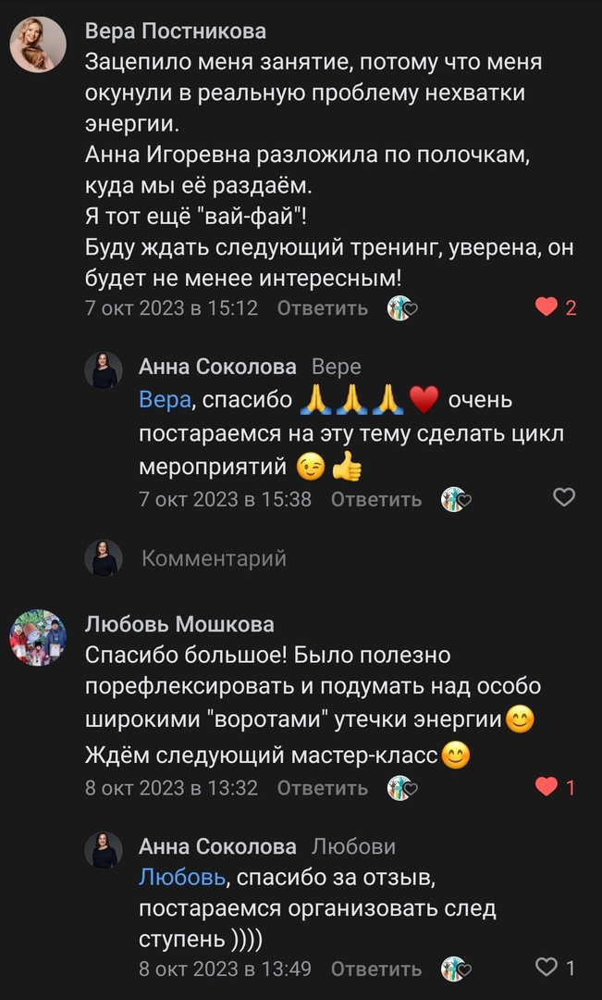 Вера Постникова
Зацепило меня занятие, потому что меня
окунули в реальную проблему нехватки
энергии.
Анна Игоревна разложила по полочкам,
куда мы её раздаём.
Я тот ещё "вай-фай"!
Буду ждать следующий тренинг, уверена, он
будет не менее интересным!
7 окт 2023 в 15:12 Ответить 2
Анна Соколова Вере
Вера, спасибо 🙏🙏🙏❤️ очень
постараемся на эту тему сделать цикл
мероприятий 😉👍
7 окт 2023 в 15:38 Ответить
Комментарий
Любовь Мошкова
Спасибо большое! Было полезно
порефлексировать и подумать над особо
широкими "воротами" утечки энергии😊
Ждём следующий мастер-класс😊
8 окт 2023 в 13:32 Ответить 1
Анна Соколова Любови
Любовь, спасибо за отзыв,
постараемся организовать след
ступень ))))
8 окт 2023 в 13:49 Ответить 1